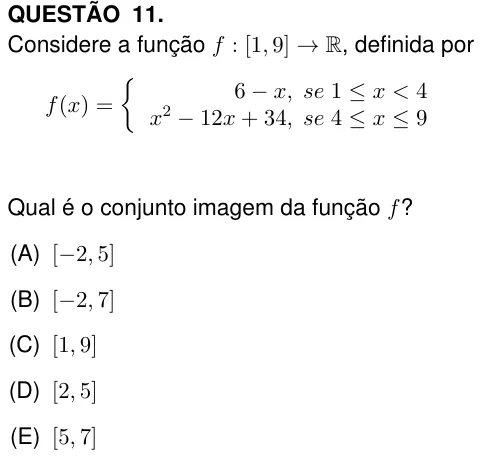 QUESTÃO 11.
Considere a função f : [1, 9] → ℝ, definida por
f(x) = { 6 − x, se 1 ≤ x < 4
x² − 12x + 34, se 4 ≤ x ≤ 9
Qual é o conjunto imagem da função f?
(A) [−2, 5]
(B) [−2, 7]
(C) [1, 9]
(D) [2, 5]
(E) [5, 7]